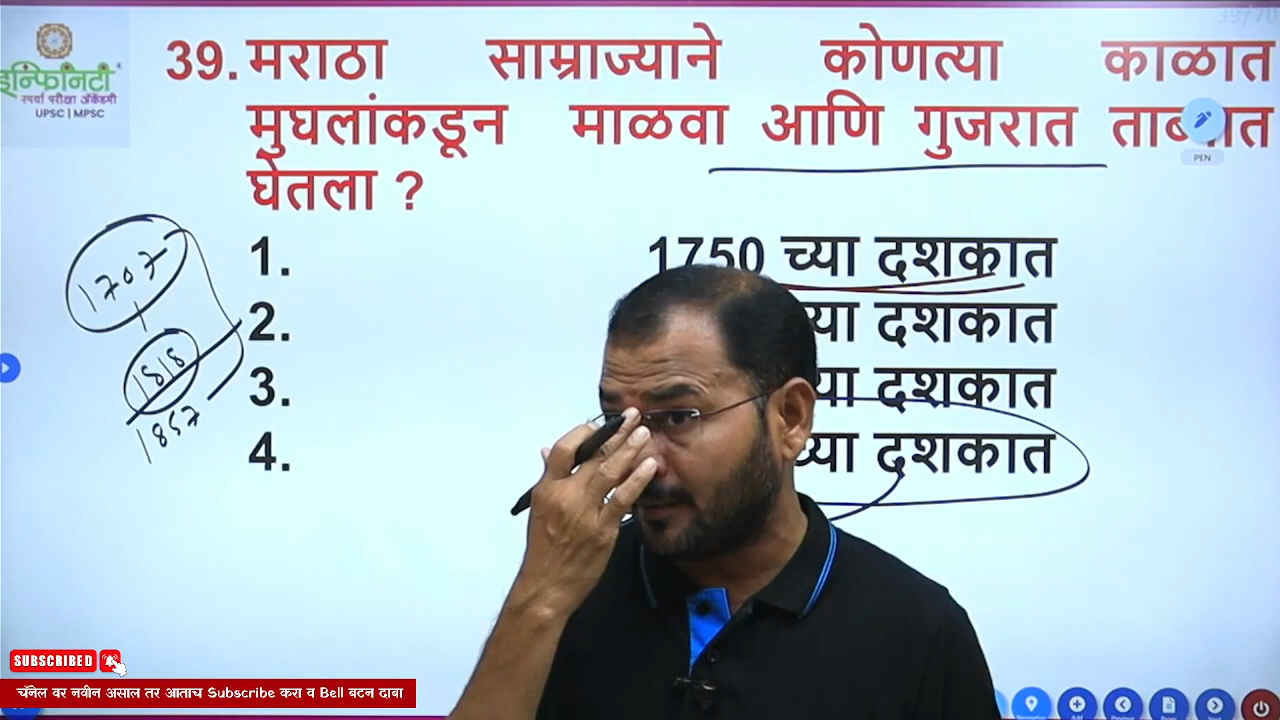 39/70
इन्फिनिटी
स्पर्धा परीक्षा अ‍ॅकॅडमी
UPSC | MPSC
39. मराठा साम्राज्याने कोणत्या काळात
मुघलांकडून माळवा आणि गुजरात
घेतला ?
PEN
1. 1750 च्या दशकात
2. दशकात
3. दशकात
4. दशकात
1707
1818
1857
SUBSCRIBED
चॅनेल वर नवीन असाल तर आताच Subscribe करा व Bell बटन दाबा